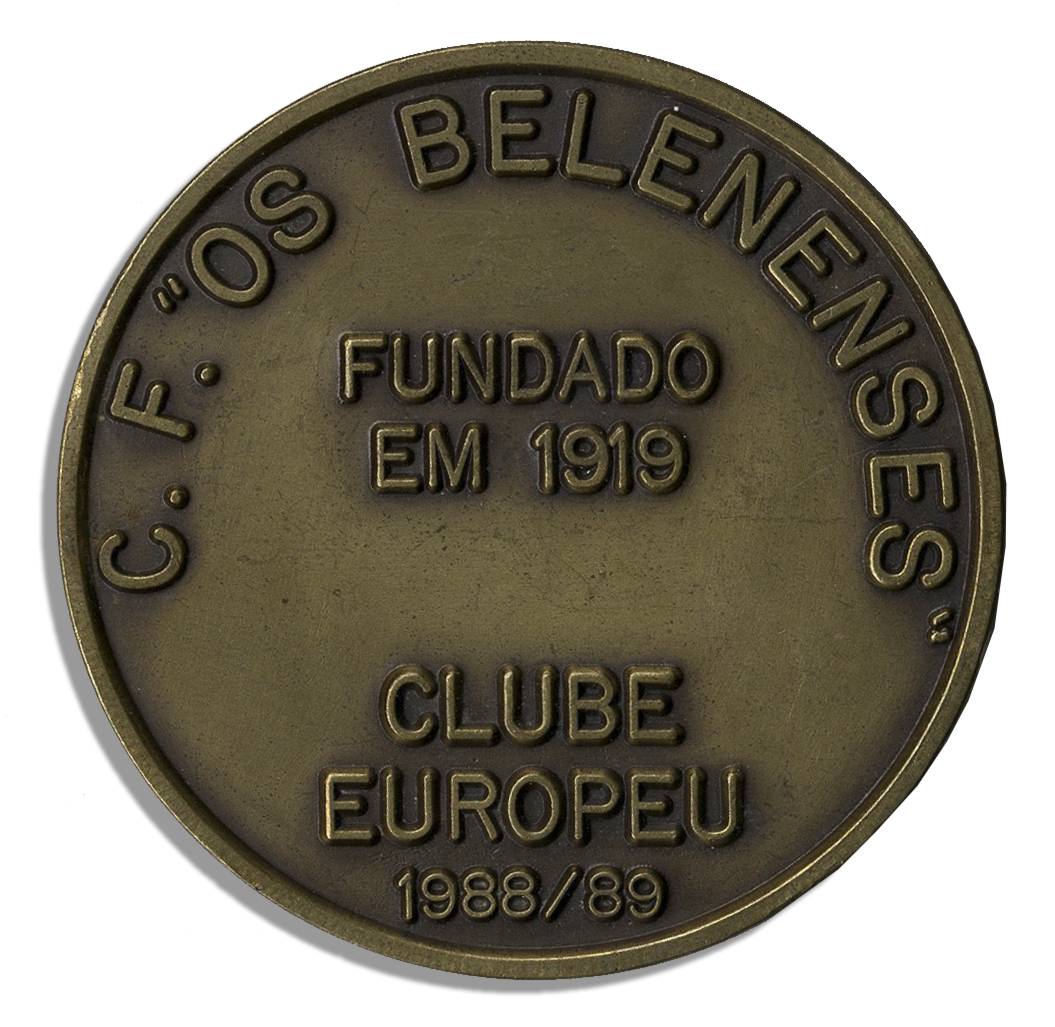 C. F. "OS BELENENSES"
FUNDADO
EM 1919
CLUBE
EUROPEU
1988/89